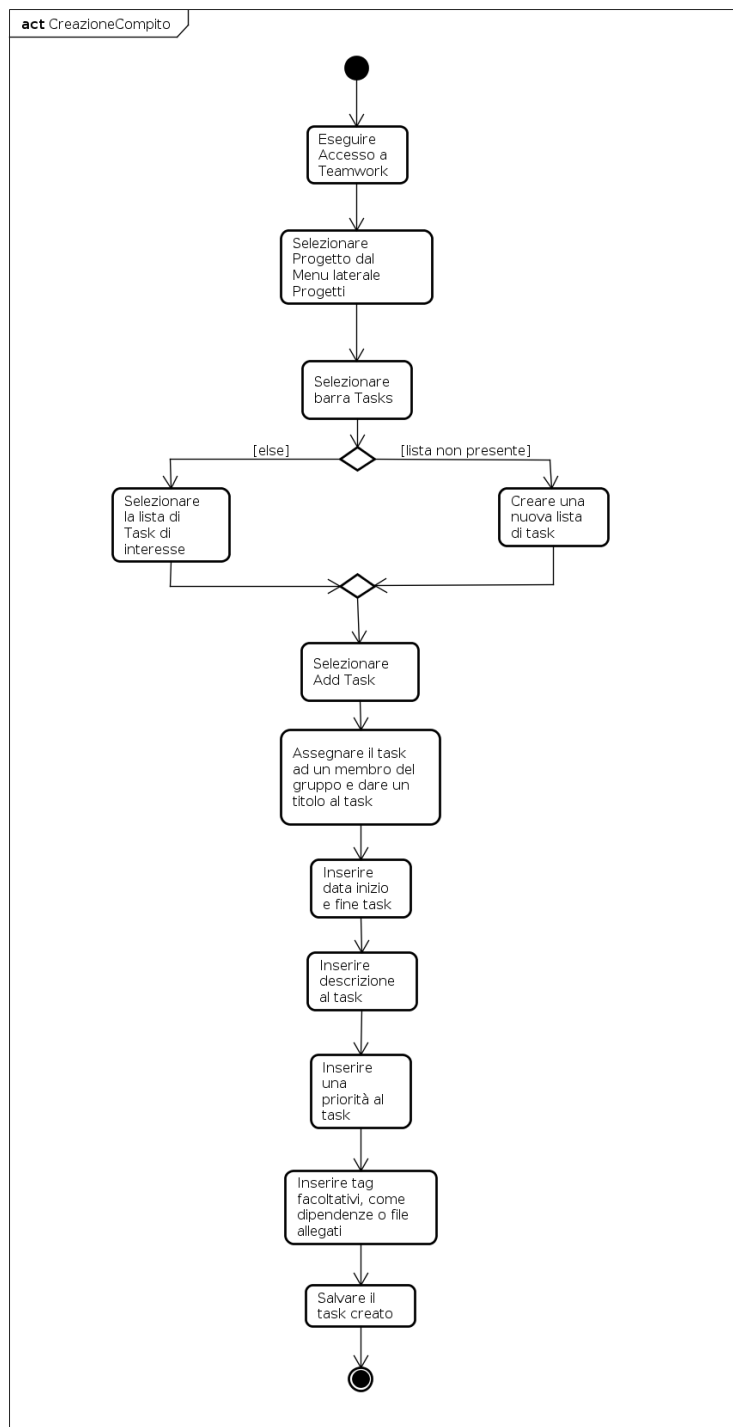 act CreazioneCompito
Eseguire
Accesso a
Teamwork
Selezionare
Progetto dal
Menu laterale
Progetti
Selezionare
barra Tasks
[else]
[lista non presente]
Selezionare
la lista di
Task di
interesse
Creare una
nuova lista
di task
Selezionare
Add Task
Assegnare il task
ad un membro del
gruppo e dare un
titolo al task
Inserire
data inizio
e fine task
Inserire
descrizione
al task
Inserire
una
priorità al
task
Inserire tag
facoltativi, come
dipendenze o file
allegati
Salvare il
task creato